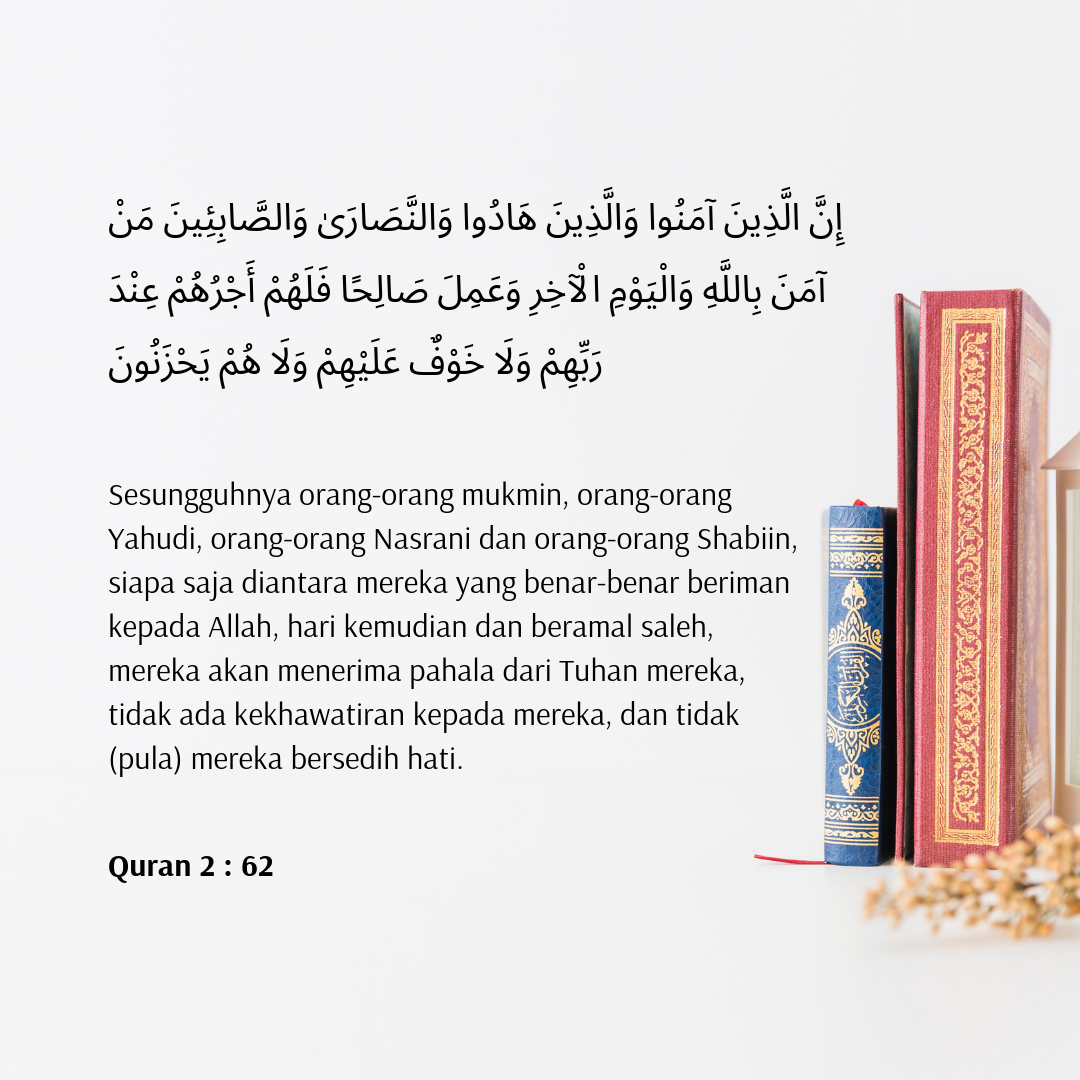 إِنَّ الَّذِينَ آمَنُوا وَالَّذِينَ هَادُوا وَالنَّصَارَىٰ وَالصَّابِئِينَ مَنْ
آمَنَ بِاللَّهِ وَالْيَوْمِ الْآخِرِ وَعَمِلَ صَالِحًا فَلَهُمْ أَجْرُهُمْ عِنْدَ
رَبِّهِمْ وَلَا خَوْفٌ عَلَيْهِمْ وَلَا هُمْ يَحْزَنُونَ
Sesungguhnya orang-orang mukmin, orang-orang
Yahudi, orang-orang Nasrani dan orang-orang Shabiin,
siapa saja diantara mereka yang benar-benar beriman
kepada Allah, hari kemudian dan beramal saleh,
mereka akan menerima pahala dari Tuhan mereka,
tidak ada kekhawatiran kepada mereka, dan tidak
(pula) mereka bersedih hati.
Quran 2 : 62